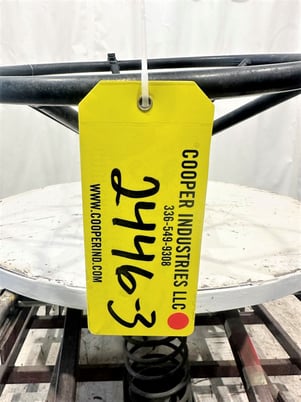 COOPER INDUSTRIES LLC
336-549-9308
2446-3
WWW.COOPERIND.COM